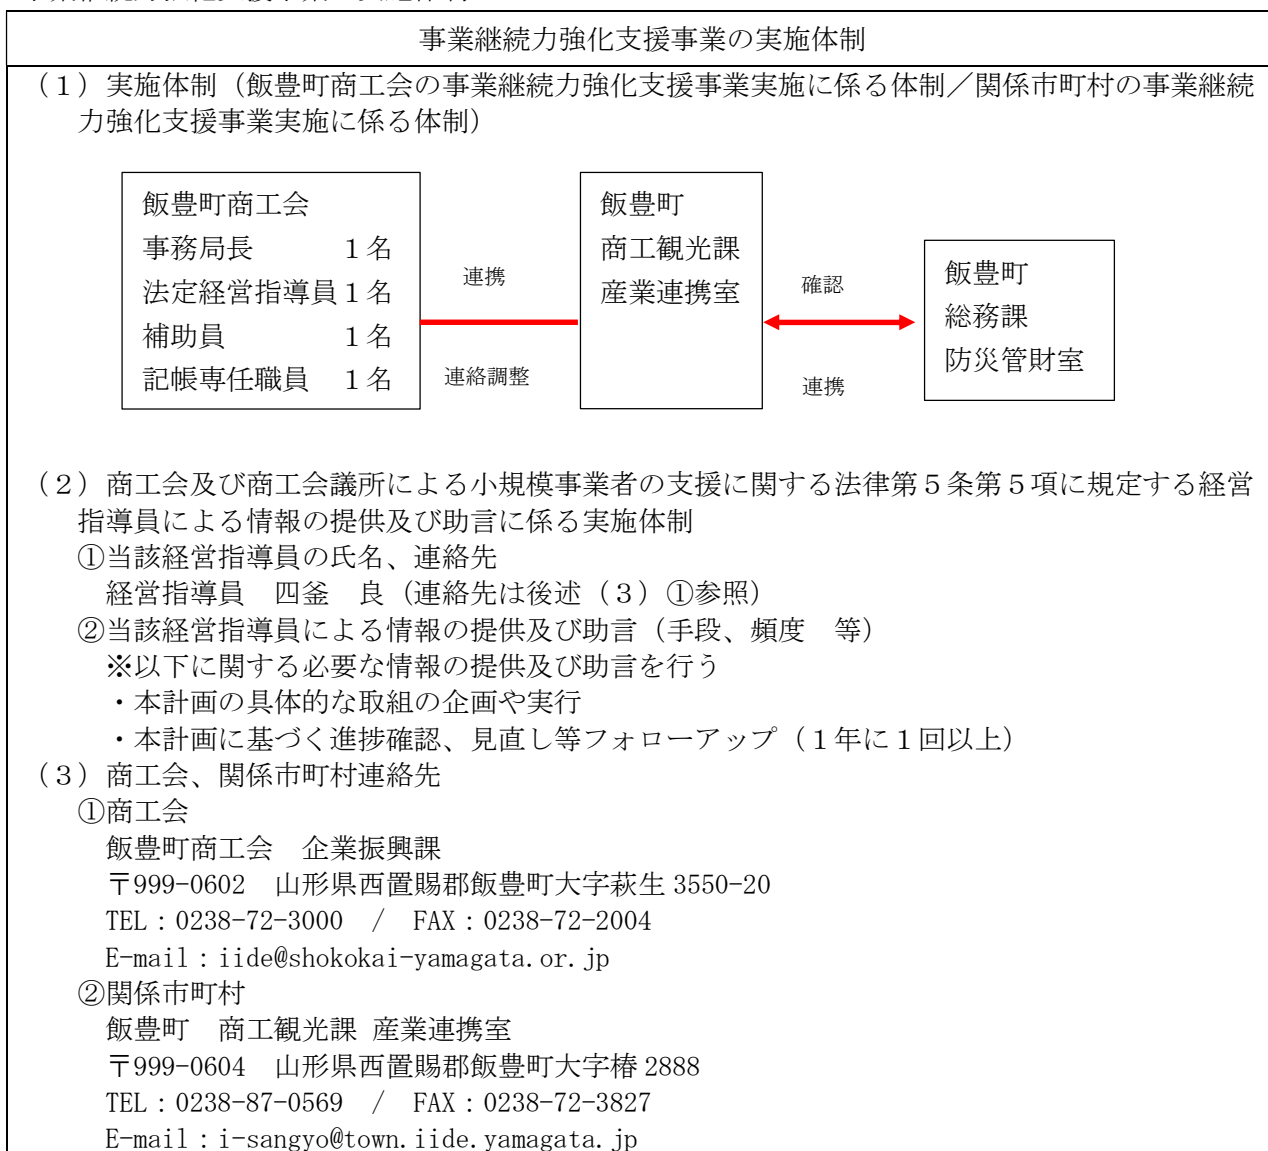 事業継続力強化支援事業の実施体制
（１）実施体制（飯豊町商工会の事業継続力強化支援事業実施に係る体制／関係市町村の事業継続
力強化支援事業実施に係る体制）
飯豊町商工会
事務局長　　　１名
法定経営指導員１名
補助員　　　　１名
記帳専任職員　１名
連携
連絡調整
飯豊町
商工観光課
産業連携室
確認
連携
飯豊町
総務課
防災管財室
（２）商工会及び商工会議所による小規模事業者の支援に関する法律第５条第５項に規定する経営
指導員による情報の提供及び助言に係る実施体制
①当該経営指導員の氏名、連絡先
経営指導員　四釜　良（連絡先は後述（３）①参照）
②当該経営指導員による情報の提供及び助言（手段、頻度　等）
※以下に関する必要な情報の提供及び助言を行う
・本計画の具体的な取組の企画や実行
・本計画に基づく進捗確認、見直し等フォローアップ（１年に１回以上）
（３）商工会、関係市町村連絡先
①商工会
飯豊町商工会　企業振興課
〒999-0602　山形県西置賜郡飯豊町大字萩生 3550-20
TEL：0238-72-3000　/　FAX：0238-72-2004
E-mail：iide@shokokai-yamagata.or.jp
②関係市町村
飯豊町　商工観光課 産業連携室
〒999-0604　山形県西置賜郡飯豊町大字椿 2888
TEL：0238-87-0569　/　FAX：0238-72-3827
E-mail：i-sangyo@town.iide.yamagata.jp